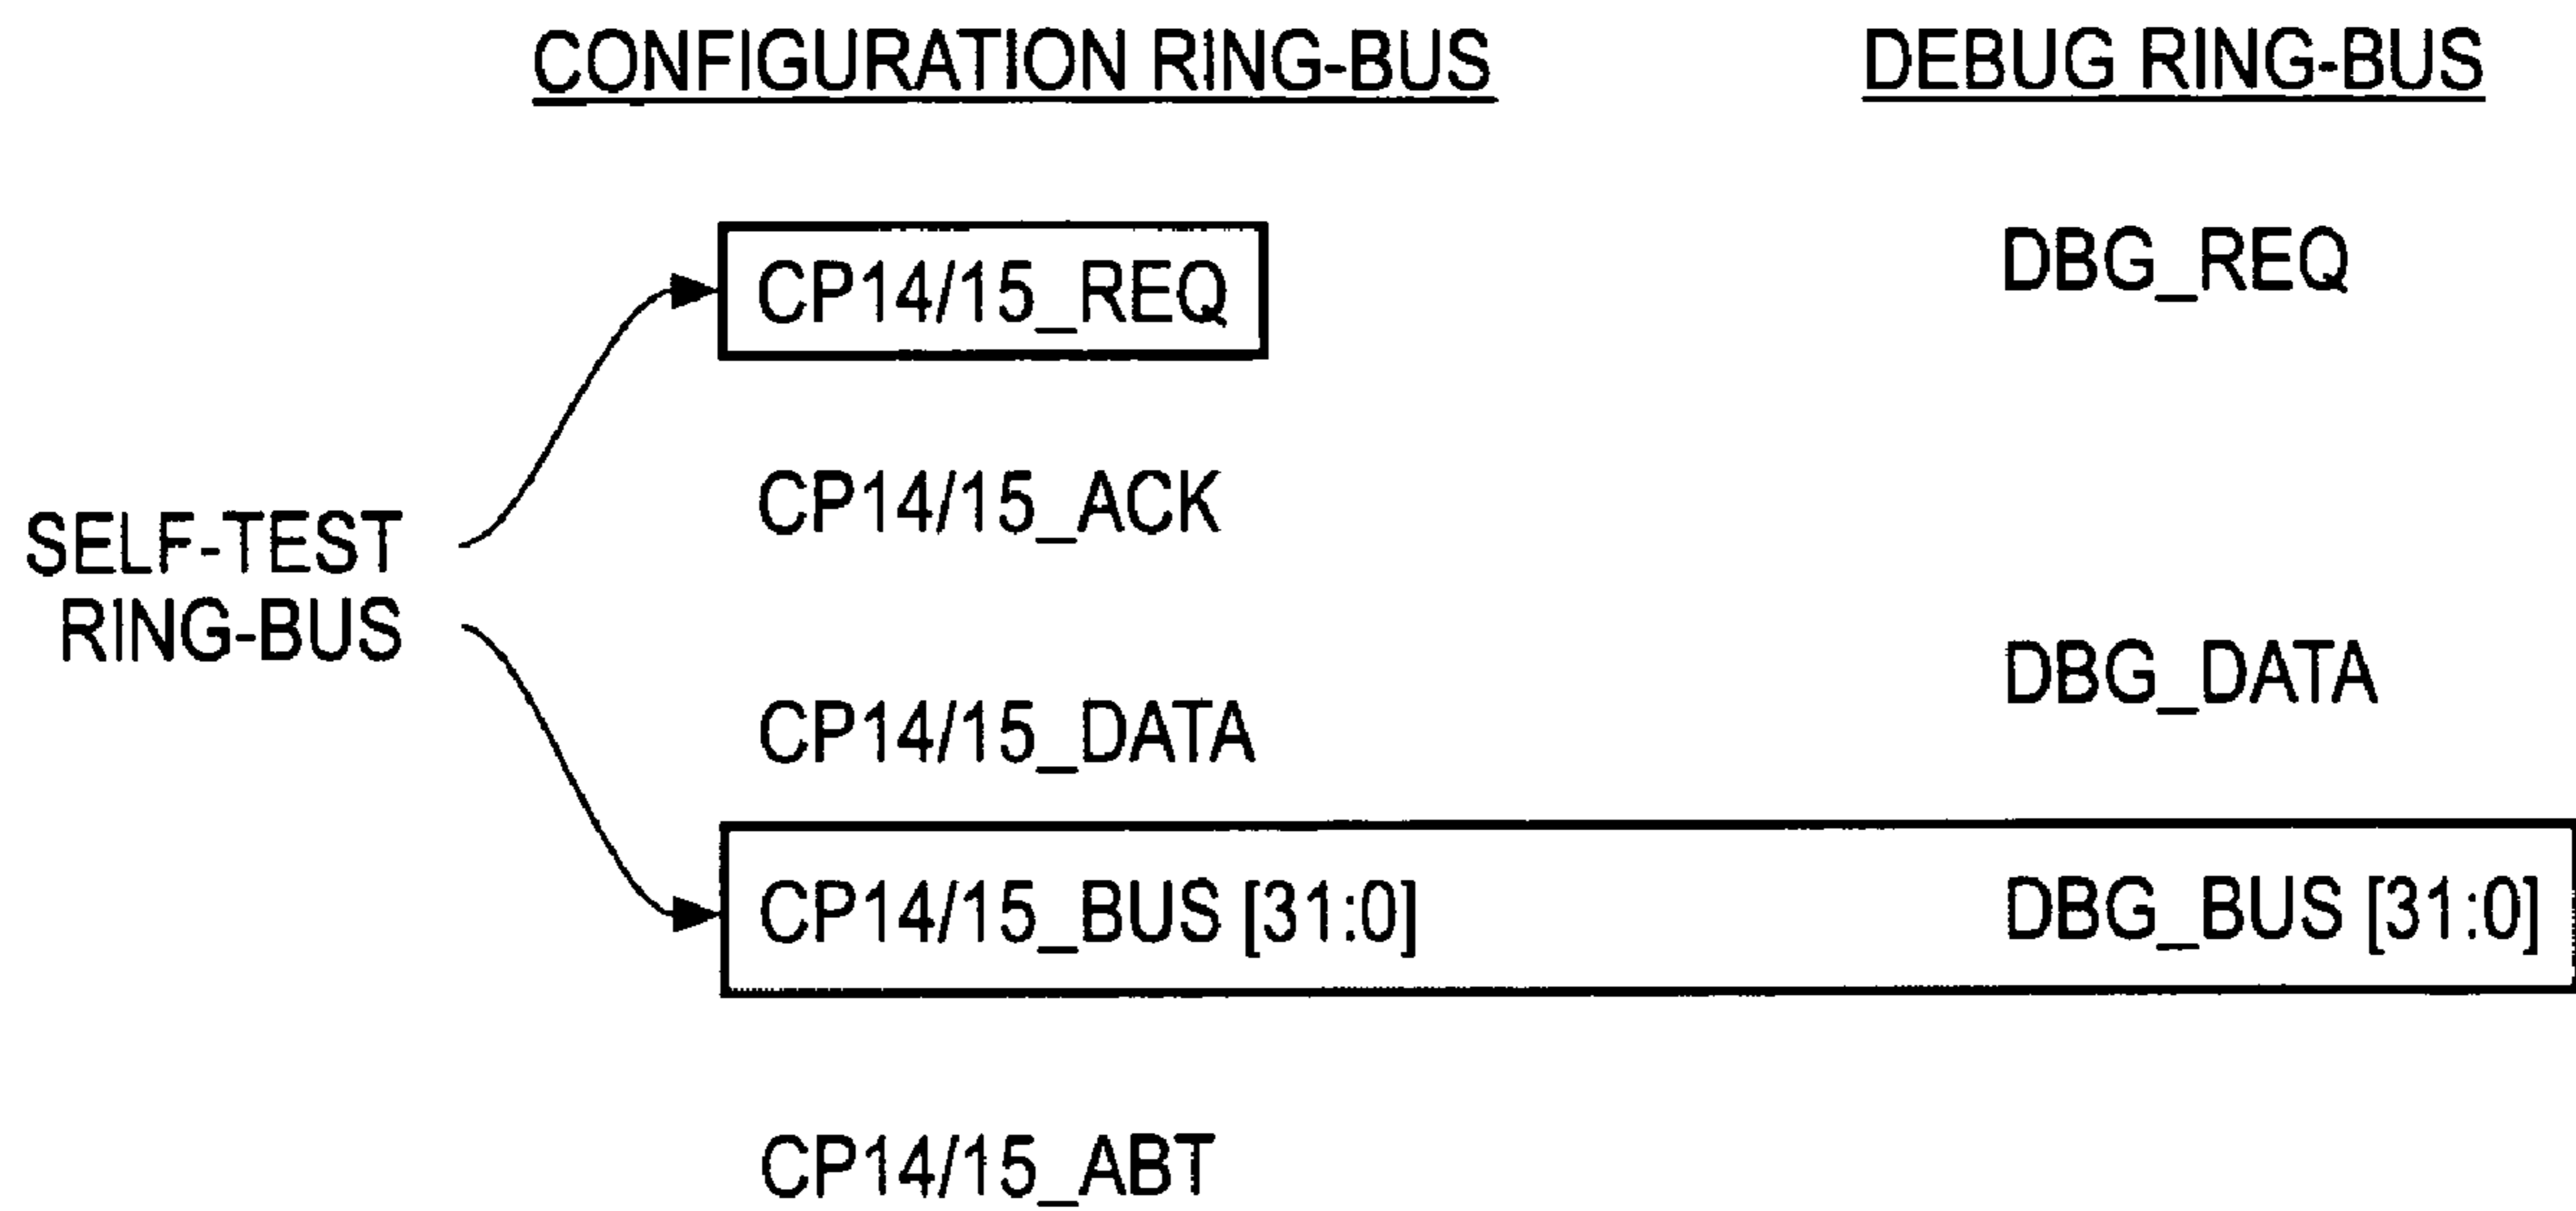 CONFIGURATION RING-BUS
DEBUG RING-BUS
CP14/15_REQ
DBG_REQ
CP14/15_ACK
SELF-TEST
RING-BUS
CP14/15_DATA
DBG_DATA
CP14/15_BUS [31:0]
DBG_BUS [31:0]
CP14/15_ABT